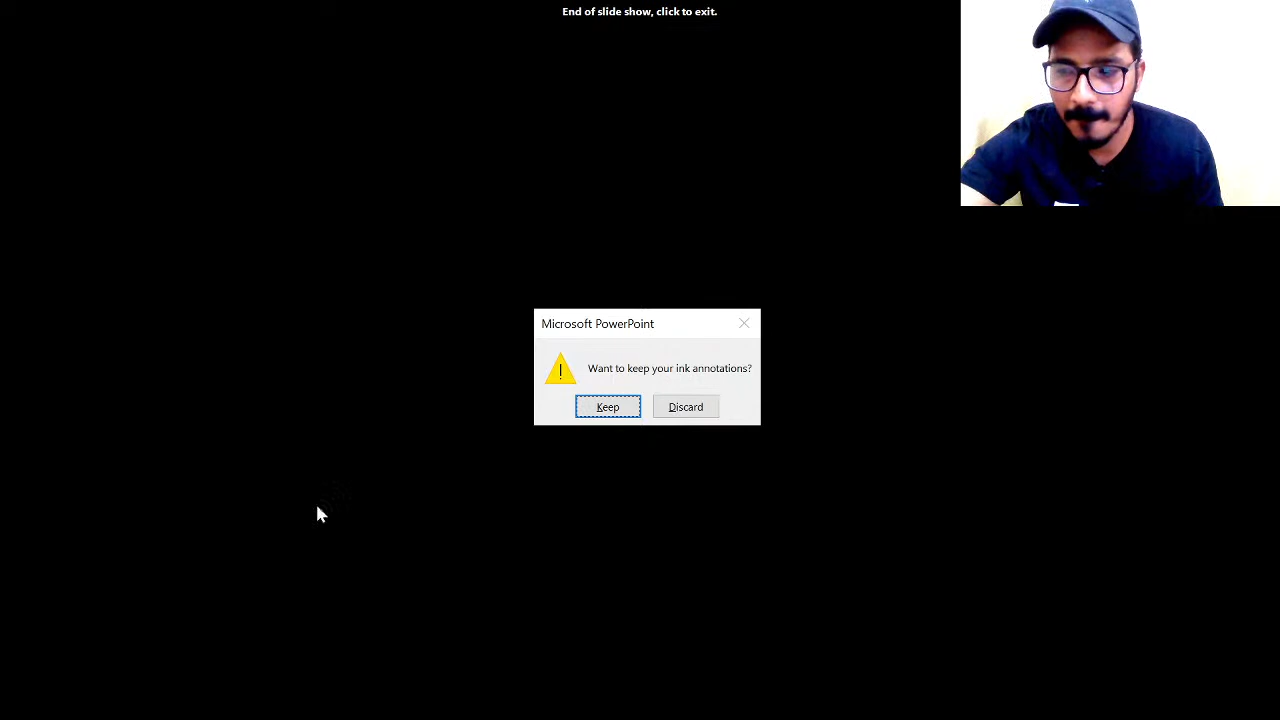 End of slide show, click to exit.
Microsoft PowerPoint
Want to keep your ink annotations?
Keep
Discard